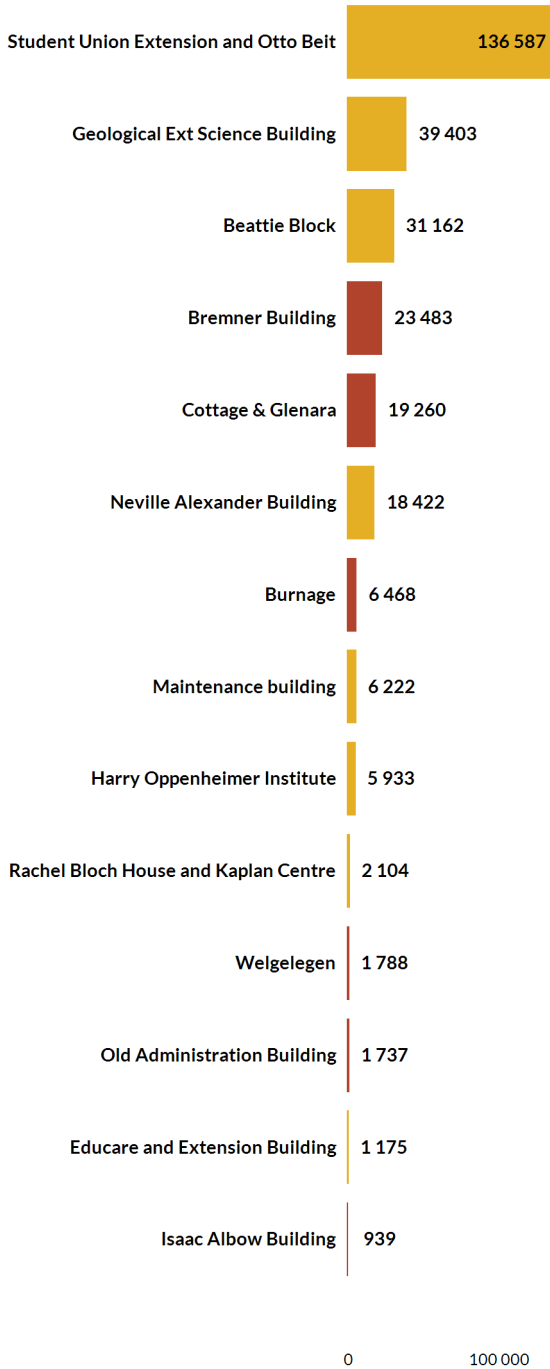 Student Union Extension and Otto Beit 136 587
Geological Ext Science Building 39 403
Beattie Block 31 162
Bremner Building 23 483
Cottage & Glenara 19 260
Neville Alexander Building 18 422
Burnage 6 468
Maintenance building 6 222
Harry Oppenheimer Institute 5 933
Rachel Bloch House and Kaplan Centre 2 104
Welgelegen 1 788
Old Administration Building 1 737
Educare and Extension Building 1 175
Isaac Albow Building 939
0 100 000